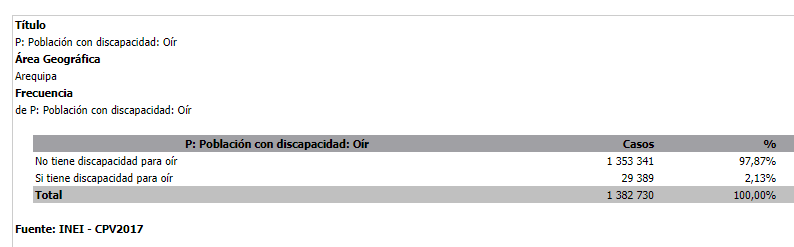 Título
P: Población con discapacidad: Oír
Área Geográfica
Arequipa
Frecuencia
de P: Población con discapacidad: Oír
P: Población con discapacidad: Oír Casos %
No tiene discapacidad para oír 1 353 341 97,87%
Si tiene discapacidad para oír 29 389 2,13%
Total 1 382 730 100,00%
Fuente: INEI - CPV2017